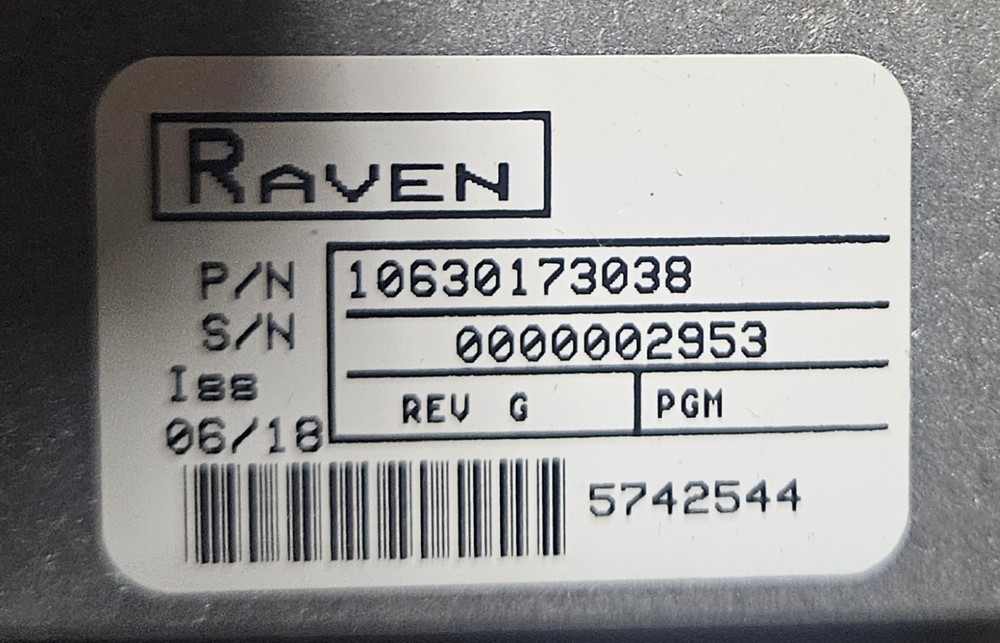 RAVEN
P/N 10630173038
S/N 0000002953
Iss REV G PGM
06/18
5742544